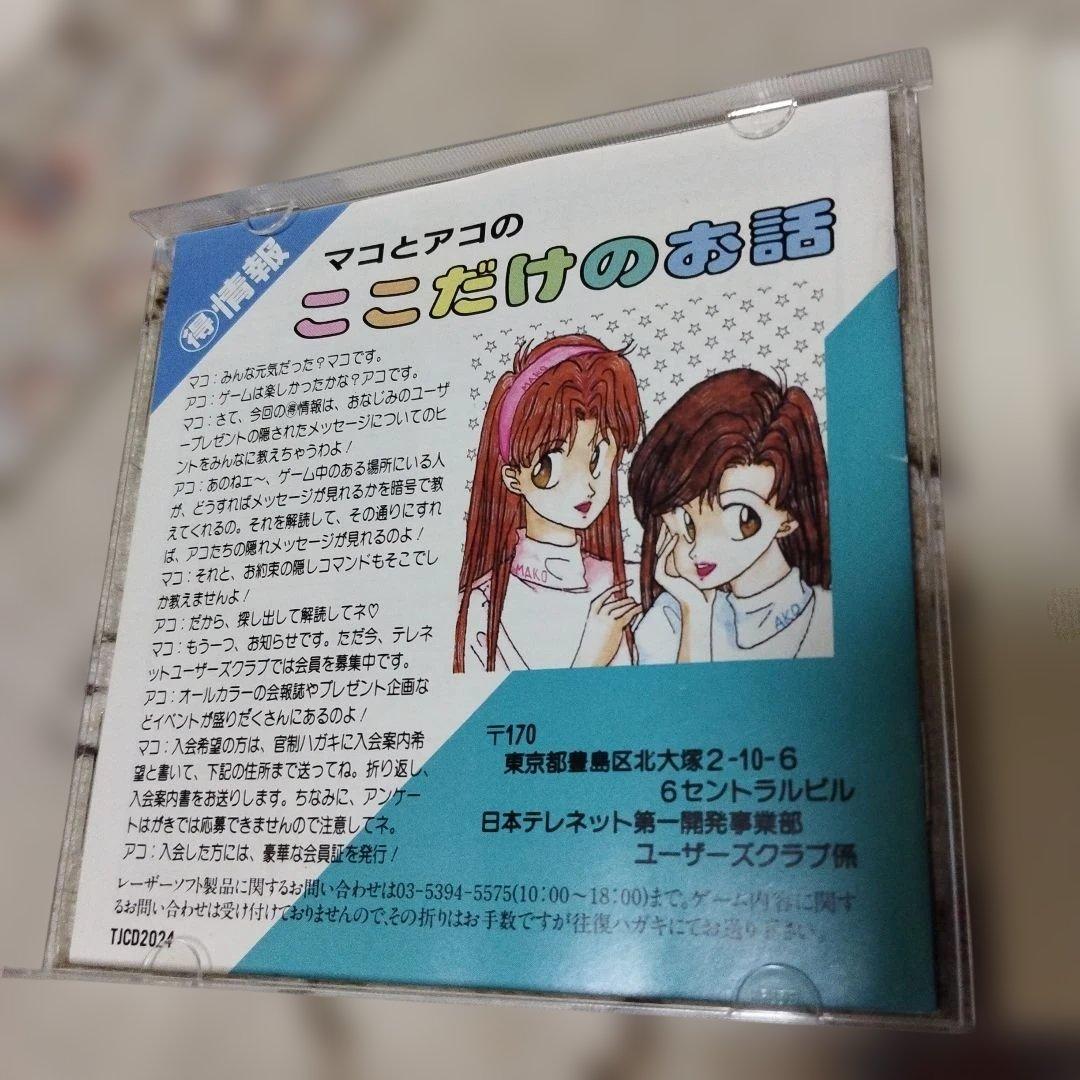 得情報
マコとアコの
ここだけのお話
マコ：みんな元気だった？マコです。
アコ：ゲームは楽しかったかな？アコです。
マコ：さて、今回の得情報は、おなじみのユーザ
ープレゼントの隠されたメッセージについてのヒ
ントをみんなに教えちゃうわよ！
アコ：あのねェ〜、ゲーム中のある場所にいる人
が、どうすればメッセージが見れるかを暗号で教
えてくれるの。それを解読して、その通りにすれ
ば、アコたちの隠れメッセージが見れるのよ！
マコ：それと、お約束の隠しコマンドもそこでし
か教えませんよ！
アコ：だから、探し出して解読してネ♡
マコ：もう一つ、お知らせです。ただ今、テレネ
ットユーザーズクラブでは会員を募集中です。
アコ：オールカラーの会報誌やプレゼント企画な
どイベントが盛りだくさんにあるのよ！
マコ：入会希望の方は、官制ハガキに入会案内希
望と書いて、下記の住所まで送ってね。折り返し、
入会案内書をお送りします。ちなみに、アンケー
トはがきでは応募できませんので注意してネ。
アコ：入会した方には、豪華な会員証を発行！
MAKO
MAKO
AKO
〒170
東京都豊島区北大塚2-10-6
6セントラルビル
日本テレネット第一開発事業部
ユーザーズクラブ係
レーザーソフト製品に関するお問い合わせは03-5394-5575(10:00〜18:00)まで。ゲーム内容に関す
るお問い合わせは受け付けておりませんので、その折りはお手数ですが往復ハガキにてお送り下さい。
TJCD2024